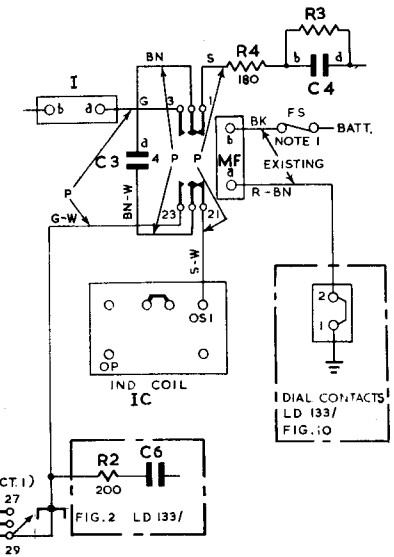 R3
BN
S
R4
b
d
180
C4
I
b
d
G
3
1
BK
FS
BATT.
b
NOTE 1
C3
d
4
P
P
MF
a
EXISTING
P
BN-W
R-BN
G-W
23
21
S-W
2
1
OS1
OP
IND COIL
IC
DIAL CONTACTS
LD 133/
FIG.10
C6
R2
200
CT.1)
27
FIG.2 LD 133/
29